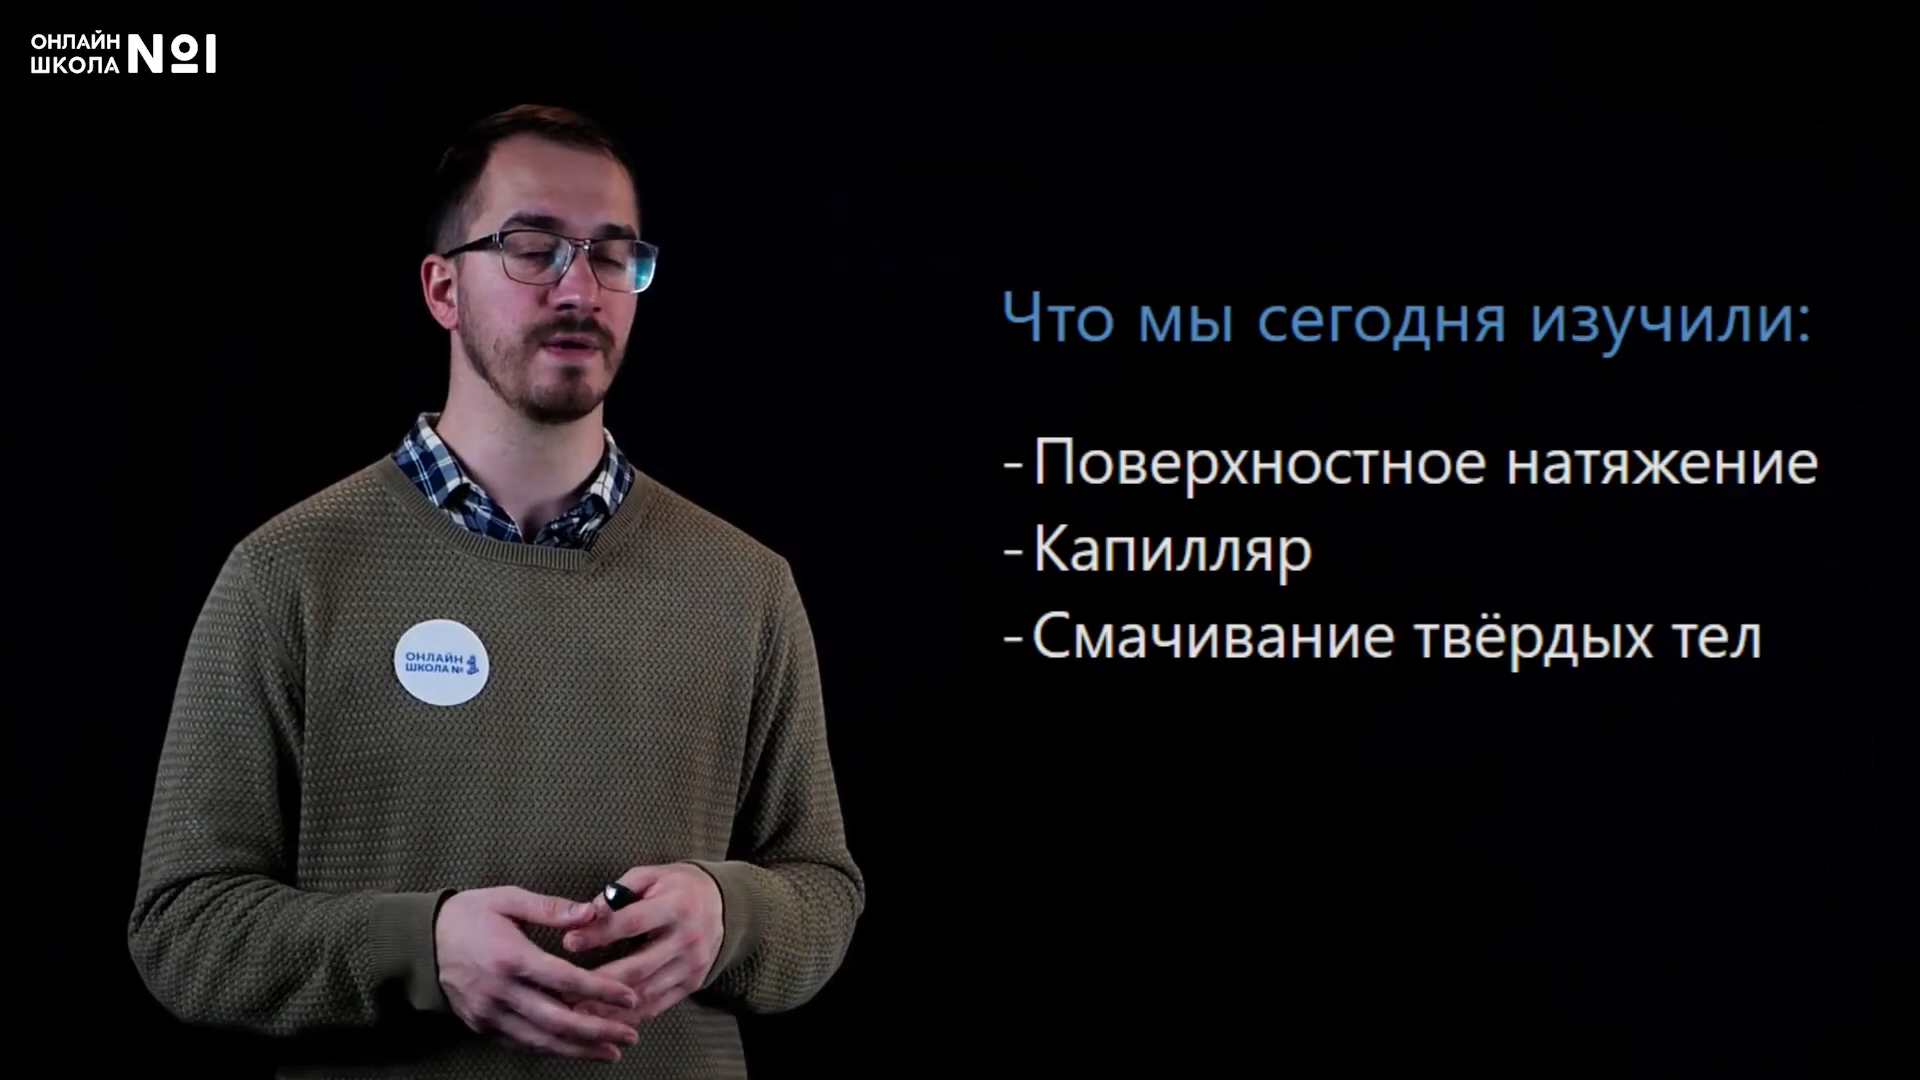 ОНЛАЙН
ШКОЛА №1
Что мы сегодня изучили:
-Поверхностное натяжение
-Капилляр
-Смачивание твёрдых тел
ОНЛАЙН
ШКОЛА №1